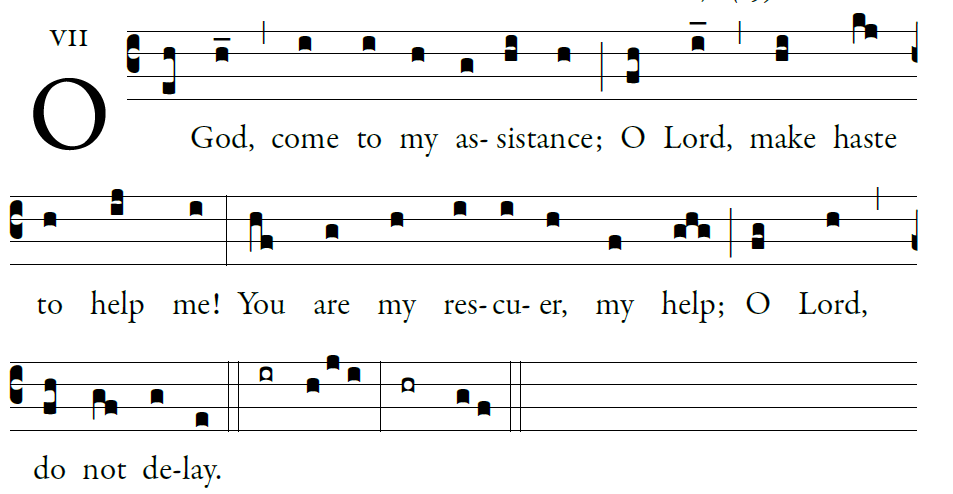 VII
O God, come to my as- sistance; O Lord, make haste
to help me! You are my res- cu- er, my help; O Lord,
do not de-lay.